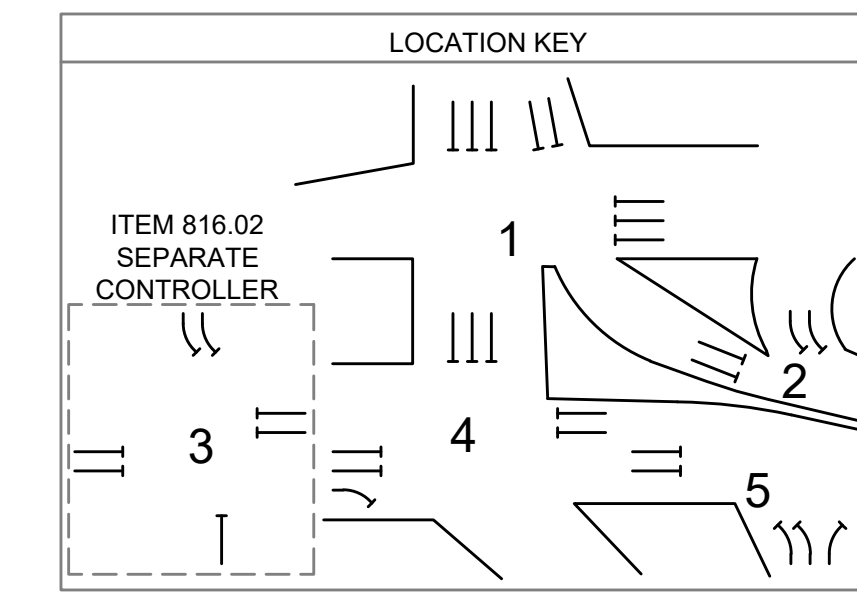 LOCATION KEY
ITEM 816.02
SEPARATE
CONTROLLER
1
2
3
4
5